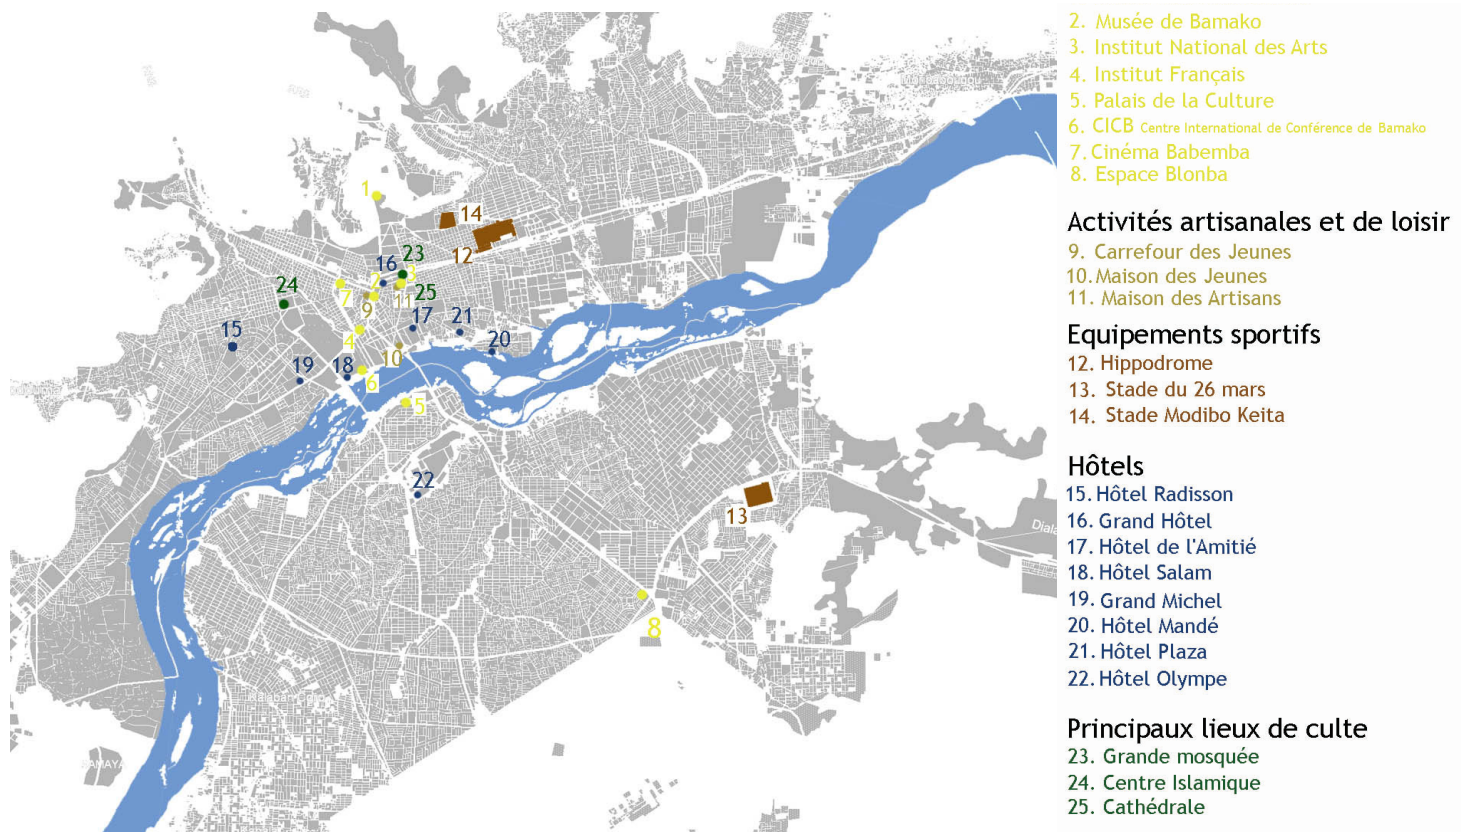 2. Musée de Bamako
3. Institut National des Arts
4. Institut Français
5. Palais de la Culture
6. CICB Centre International de Conférence de Bamako
7. Cinéma Babemba
8. Espace Blonba
Activités artisanales et de loisir
9. Carrefour des Jeunes
10. Maison des Jeunes
11. Maison des Artisans
Equipements sportifs
12. Hippodrome
13. Stade du 26 mars
14. Stade Modibo Keita
Hôtels
15. Hôtel Radisson
16. Grand Hôtel
17. Hôtel de l'Amitié
18. Hôtel Salam
19. Grand Michel
20. Hôtel Mandé
21. Hôtel Plaza
22. Hôtel Olympe
Principaux lieux de culte
23. Grande mosquée
24. Centre Islamique
25. Cathédrale
1
14
12
23
16
3
2
24
7
11
25
9
17
21
15
4
20
10
19
18
6
5
22
13
8